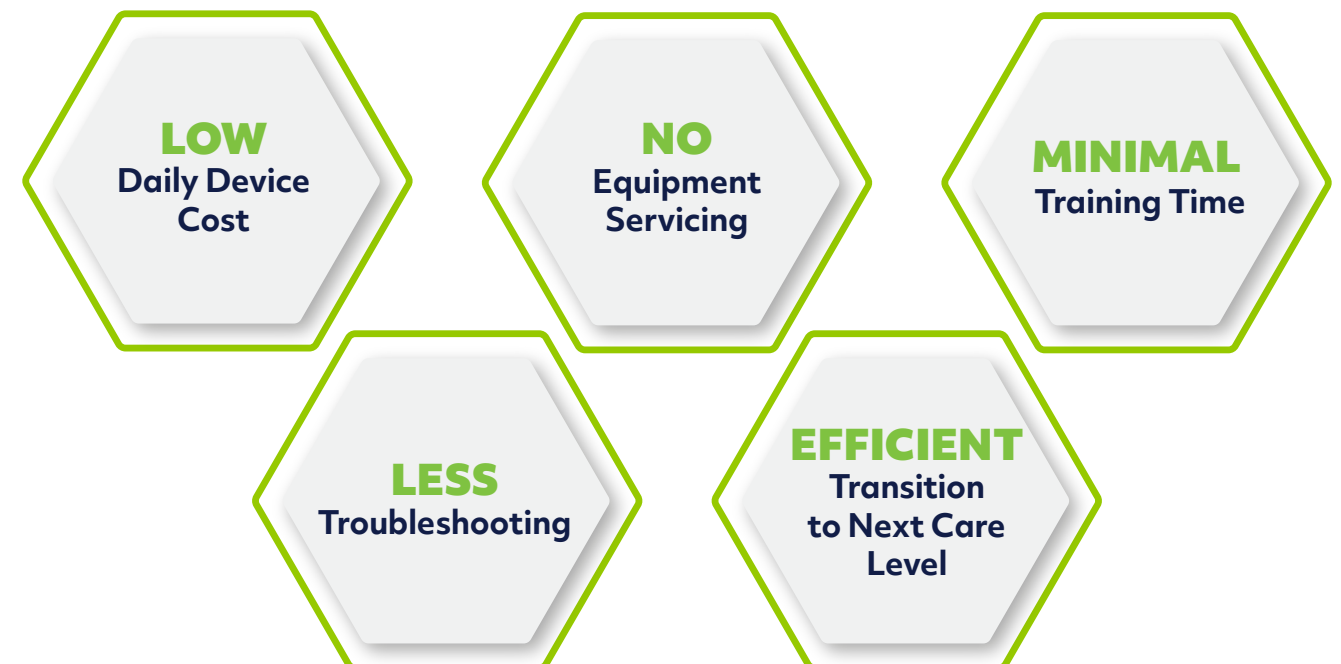 LOW
Daily Device
Cost
NO
Equipment
Servicing
MINIMAL
Training Time
LESS
Troubleshooting
EFFICIENT
Transition
to Next Care
Level